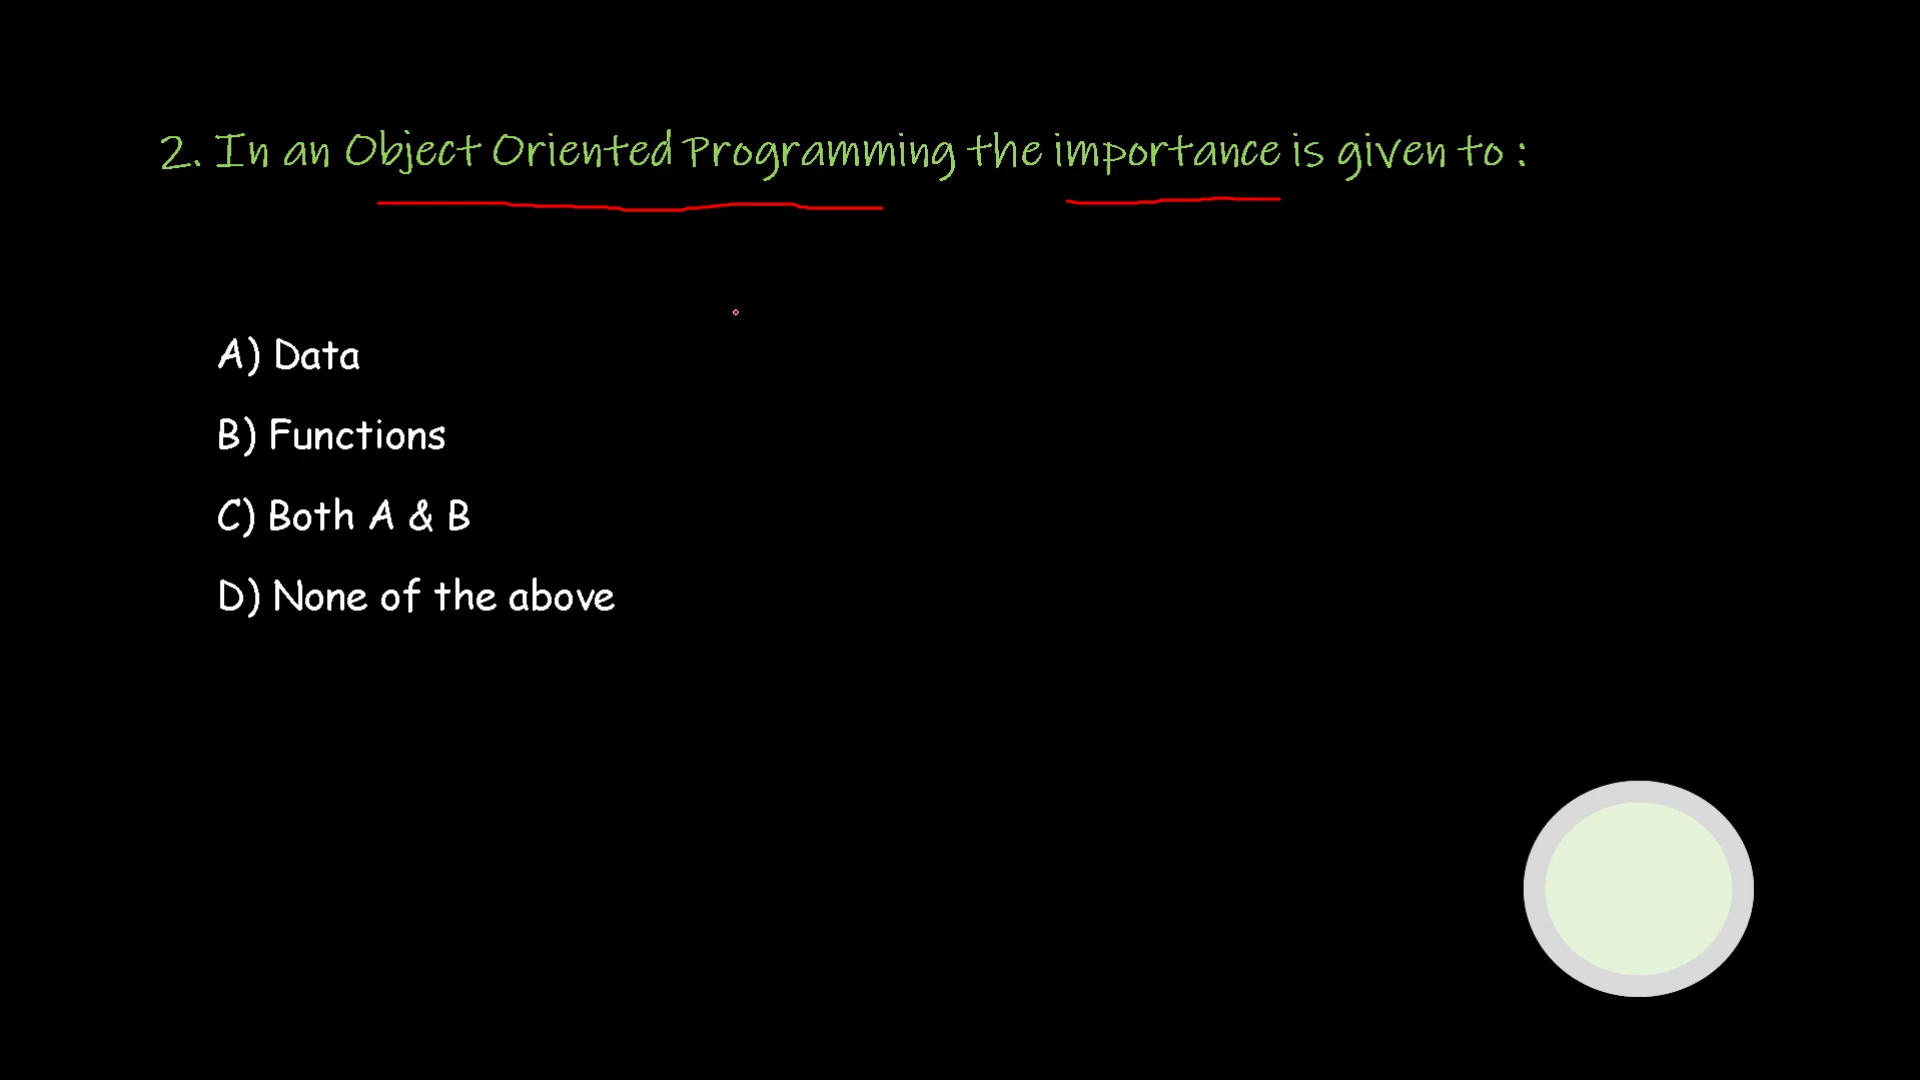 2. In an Object Oriented Programming the importance is given to :
A) Data
B) Functions
C) Both A & B
D) None of the above